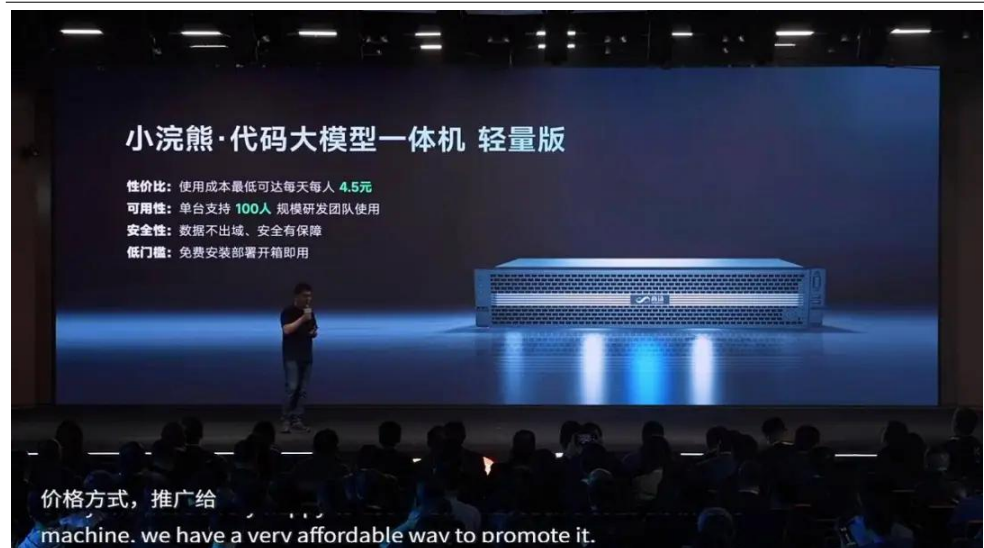 小浣熊·代码大模型一体机 轻量版
性价比：使用成本最低可达每天每人 4.5元
可用性：单台支持 100人 规模研发团队使用
安全性：数据不出域、安全有保障
低门槛：免费安装部署开箱即用
价格方式，推广给
machine. we have a very affordable way to promote it.